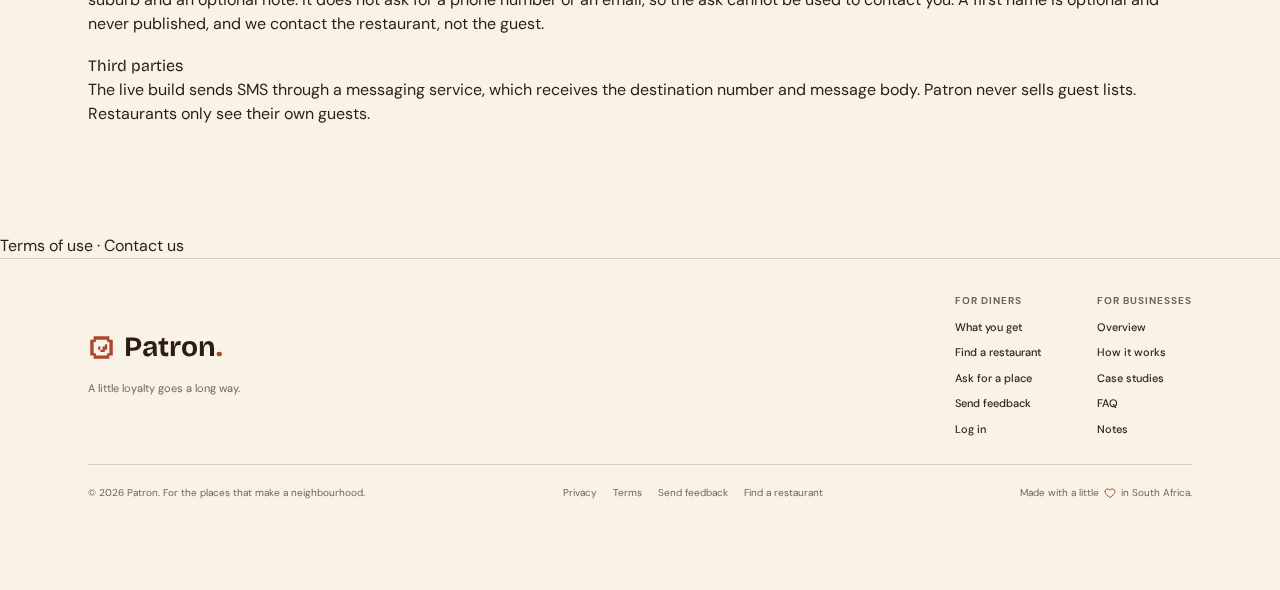 suburb and an optional note. It does not ask for a phone number or an email, so the ask cannot be used to contact you. A first name is optional and
never published, and we contact the restaurant, not the guest.
Third parties
The live build sends SMS through a messaging service, which receives the destination number and message body. Patron never sells guest lists.
Restaurants only see their own guests.
Terms of use · Contact us
Patron.
A little loyalty goes a long way.
FOR DINERS
What you get
Find a restaurant
Ask for a place
Send feedback
Log in
FOR BUSINESSES
Overview
How it works
Case studies
FAQ
Notes
© 2026 Patron. For the places that make a neighbourhood.
Privacy Terms Send feedback Find a restaurant
Made with a little in South Africa.